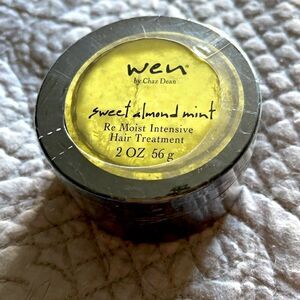 wen®
by Chaz Dean
sweet almond mint
Re Moist Intensive
Hair Treatment
2 OZ 56 g